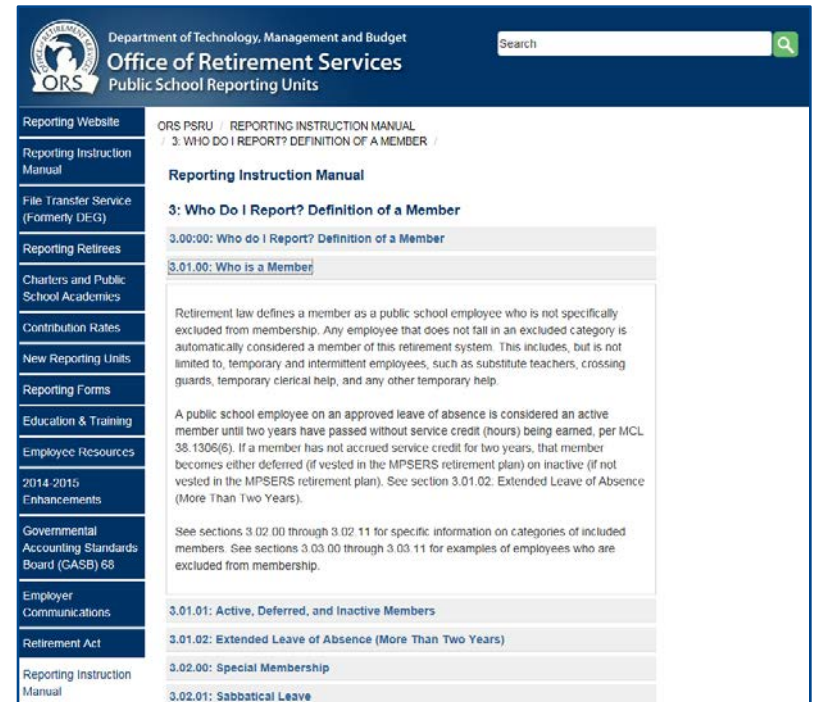 Department of Technology, Management and Budget
Office of Retirement Services
Public School Reporting Units
ORS
Search
Reporting Website
Reporting Instruction
Manual
File Transfer Service
(Formerly DEG)
Reporting Retirees
Charters and Public
School Academies
Contribution Rates
New Reporting Units
Reporting Forms
Education & Training
Employee Resources
2014-2015
Enhancements
Governmental
Accounting Standards
Board (GASB) 68
Employer
Communications
Retirement Act
Reporting Instruction
Manual
ORS PSRU / REPORTING INSTRUCTION MANUAL
/ 3: WHO DO I REPORT? DEFINITION OF A MEMBER /
Reporting Instruction Manual
3: Who Do I Report? Definition of a Member
3.00:00: Who do I Report? Definition of a Member
3.01.00: Who is a Member
Retirement law defines a member as a public school employee who is not specifically
excluded from membership. Any employee that does not fall in an excluded category is
automatically considered a member of this retirement system. This includes, but is not
limited to, temporary and intermittent employees, such as substitute teachers, crossing
guards, temporary clerical help, and any other temporary help.
A public school employee on an approved leave of absence is considered an active
member until two years have passed without service credit (hours) being earned, per MCL
38.1306(6). If a member has not accrued service credit for two years, that member
becomes either deferred (if vested in the MPSERS retirement plan) on inactive (if not
vested in the MPSERS retirement plan). See section 3.01.02: Extended Leave of Absence
(More Than Two Years).
See sections 3.02.00 through 3.02.11 for specific information on categories of included
members. See sections 3.03.00 through 3.03.11 for examples of employees who are
excluded from membership.
3.01.01: Active, Deferred, and Inactive Members
3.01.02: Extended Leave of Absence (More Than Two Years)
3.02.00: Special Membership
3.02.01: Sabbatical Leave